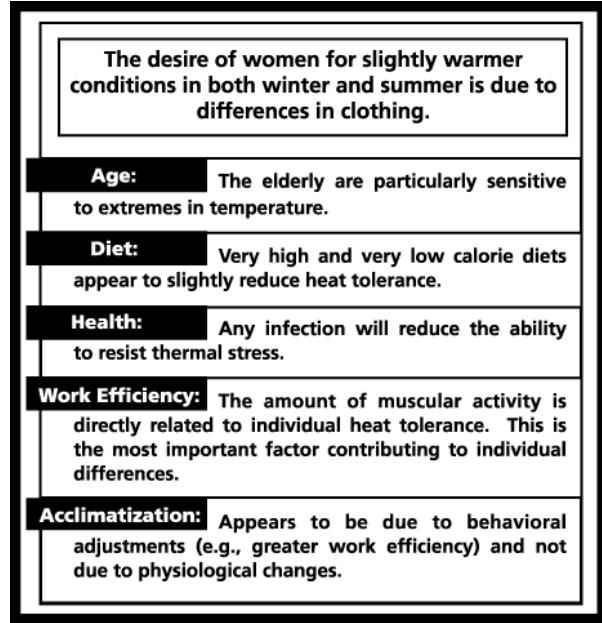 The desire of women for slightly warmer
conditions in both winter and summer is due to
differences in clothing.
Age: The elderly are particularly sensitive
to extremes in temperature.
Diet: Very high and very low calorie diets
appear to slightly reduce heat tolerance.
Health: Any infection will reduce the ability
to resist thermal stress.
Work Efficiency: The amount of muscular activity is
directly related to individual heat tolerance. This is
the most important factor contributing to individual
differences.
Acclimatization: Appears to be due to behavioral
adjustments (e.g., greater work efficiency) and not
due to physiological changes.